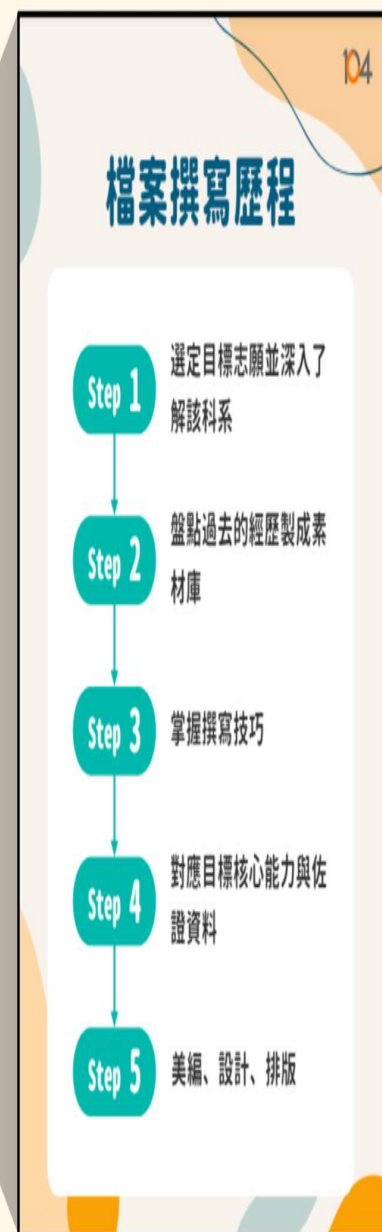 104
檔案撰寫歷程
Step 1
選定目標志願並深入了
解該科系
Step 2
盤點過去的經歷製成素
材庫
Step 3
掌握撰寫技巧
Step 4
對應目標核心能力與佐
證資料
Step 5
美編、設計、排版